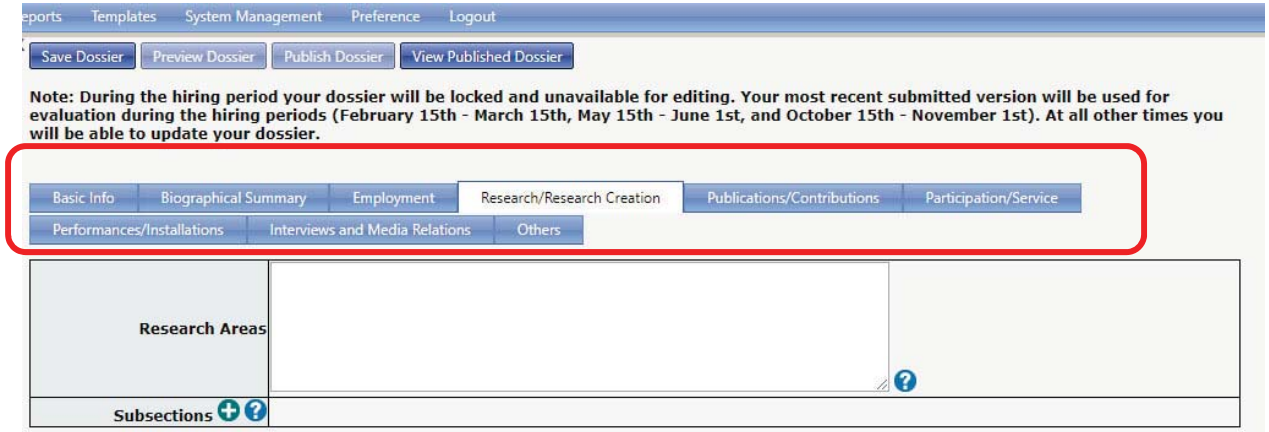 Templates System Management Preference Logout
Save Dossier Preview Dossier Publish Dossier View Published Dossier
Note: During the hiring period your dossier will be locked and unavailable for editing. Your most recent submitted version will be used for
evaluation during the hiring periods (February 15th - March 15th, May 15th - June 1st, and October 15th - November 1st). At all other times you
will be able to update your dossier.
Basic Info Biographical Summary Employment Research/Research Creation Publications/Contributions Participation/Service
Performances/Installations Interviews and Media Relations Others
Research Areas
?
Subsections + ?